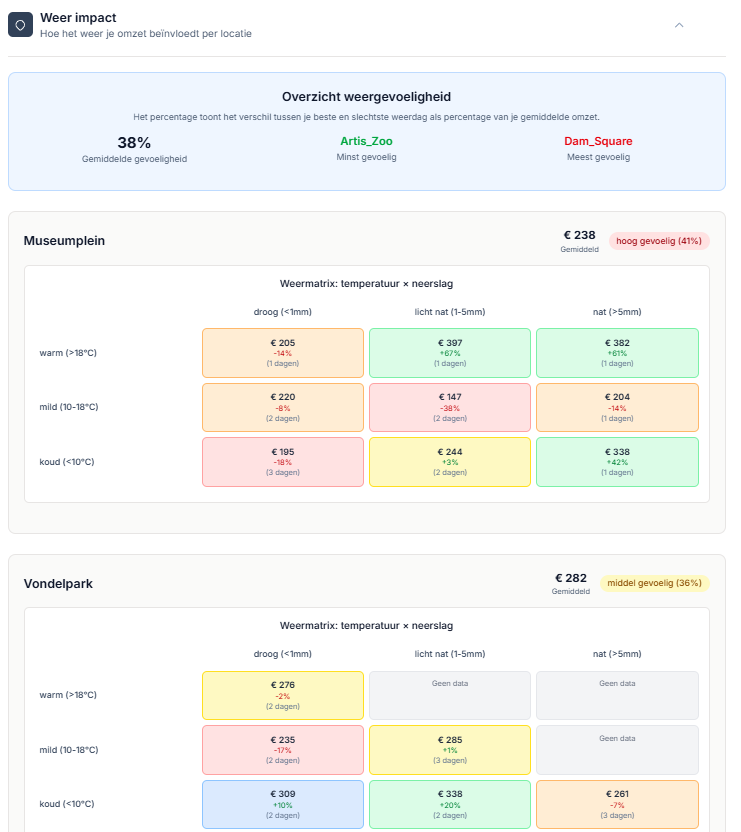 Weer impact
Hoe het weer je omzet beïnvloedt per locatie
Overzicht weergevoeligheid
Het percentage toont het verschil tussen je beste en slechtste weerdag als percentage van je gemiddelde omzet.
38%
Gemiddelde gevoeligheid
Artis_Zoo
Minst gevoelig
Dam_Square
Meest gevoelig
Museumplein
€ 238
Gemiddeld
hoog gevoelig (41%)
Weermatrix: temperatuur × neerslag
droog (<1mm) licht nat (1-5mm) nat (>5mm)
warm (>18°C)
€ 205
-14%
(1 dagen)
€ 397
+67%
(1 dagen)
€ 382
+61%
(1 dagen)
mild (10-18°C)
€ 220
-8%
(2 dagen)
€ 147
-38%
(2 dagen)
€ 204
-14%
(1 dagen)
koud (<10°C)
€ 195
-18%
(3 dagen)
€ 244
+3%
(2 dagen)
€ 338
+42%
(1 dagen)
Vondelpark
€ 282
Gemiddeld
middel gevoelig (36%)
Weermatrix: temperatuur × neerslag
droog (<1mm) licht nat (1-5mm) nat (>5mm)
warm (>18°C)
€ 276
-2%
(2 dagen)
Geen data
Geen data
mild (10-18°C)
€ 235
-17%
(2 dagen)
€ 285
+1%
(3 dagen)
Geen data
koud (<10°C)
€ 309
+10%
(2 dagen)
€ 338
+20%
(2 dagen)
€ 261
-7%
(3 dagen)